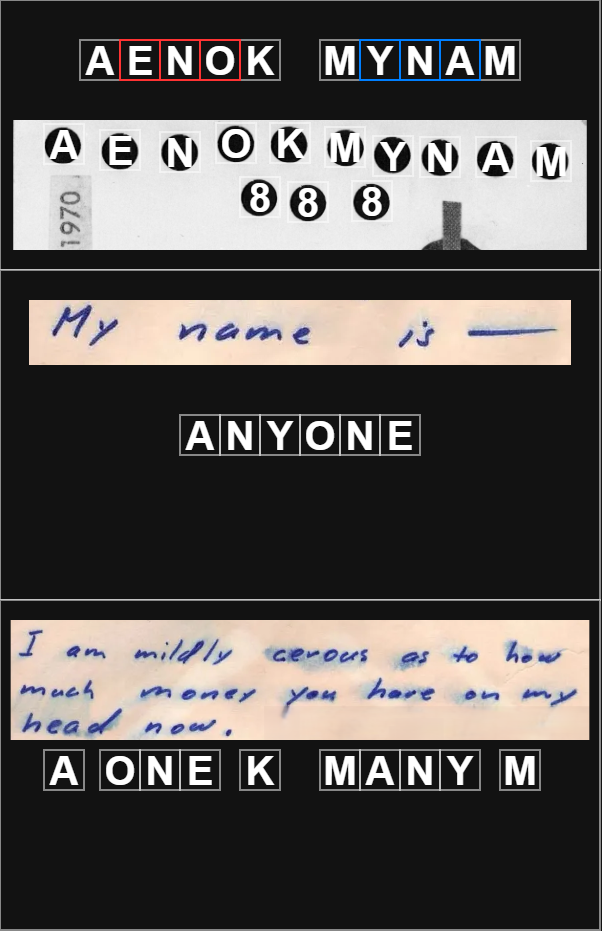 AENOK MYNAM
A E N O K M Y N A M
8 8 8
1970
My name is —
ANYONE
I am mildly cerous as to how
much money you have on my
head now.
A ONE K MANY M